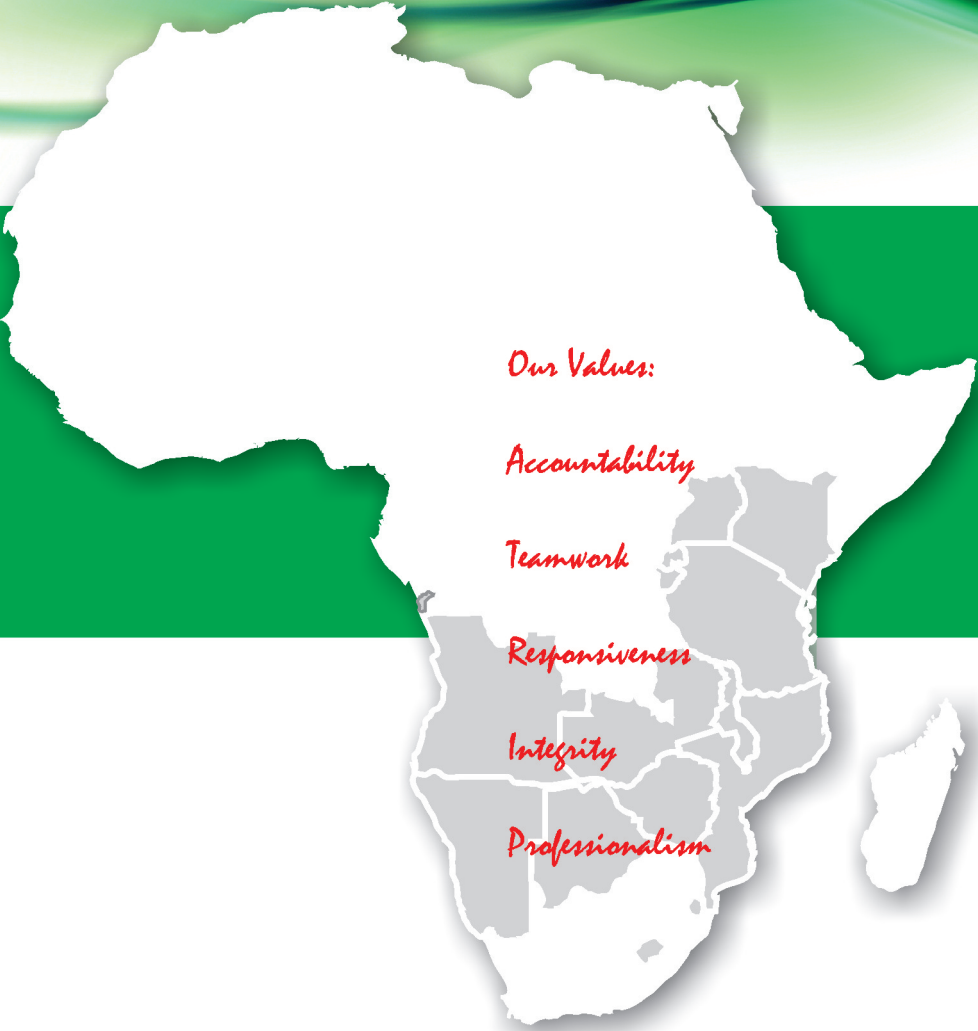 Our Values:
Accountability
Teamwork
Responsiveness
Integrity
Professionalism